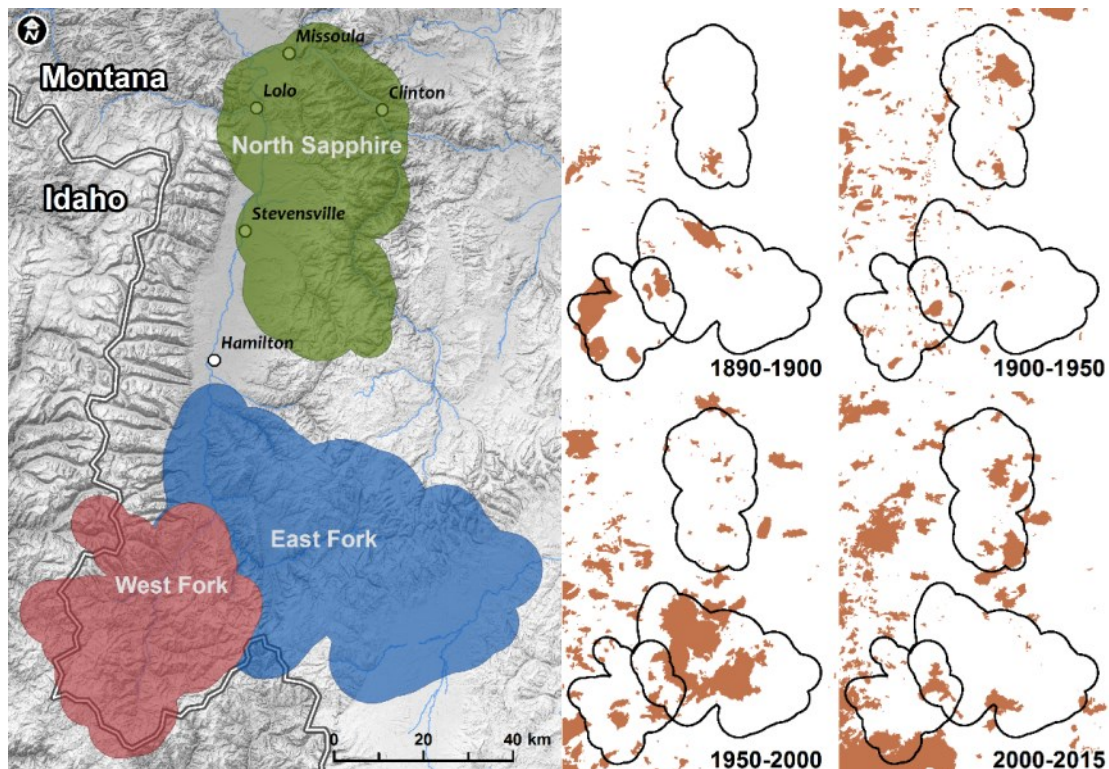 N
Montana
Idaho
Missoula
Lolo
Clinton
North Sapphire
Stevensville
Hamilton
East Fork
West Fork
0 20 40 km
1890-1900
1900-1950
1950-2000
2000-2015